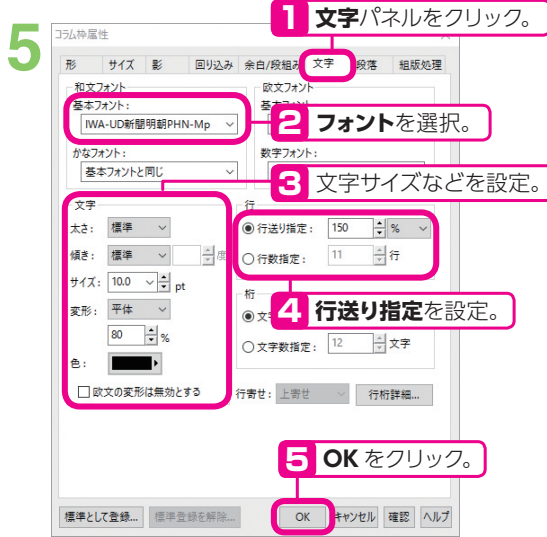 5
1 文字パネルをクリック。
コラム枠属性
形 サイズ 影 回り込み 余白/段組み 文字 段落 組版処理
和文フォント 欧文フォント
基本フォント:
IWA-UD新聞明朝PHN-Mp
2 フォントを選択。
かなフォント: 数字フォント:
基本フォントと同じ
3 文字サイズなどを設定。
文字 行
太さ: 標準 行送り指定: 150 %
傾き: 標準 度 行数指定: 11 行
サイズ: 10.0 pt
桁
4 行送り指定を設定。
変形: 平体
80 % 文字数指定: 12 文字
色:
欧文の変形は無効とする 行寄せ: 上寄せ 行桁詳細...
5 OK をクリック。
標準として登録... 標準登録を解除... OK キャンセル 確認 ヘルプ